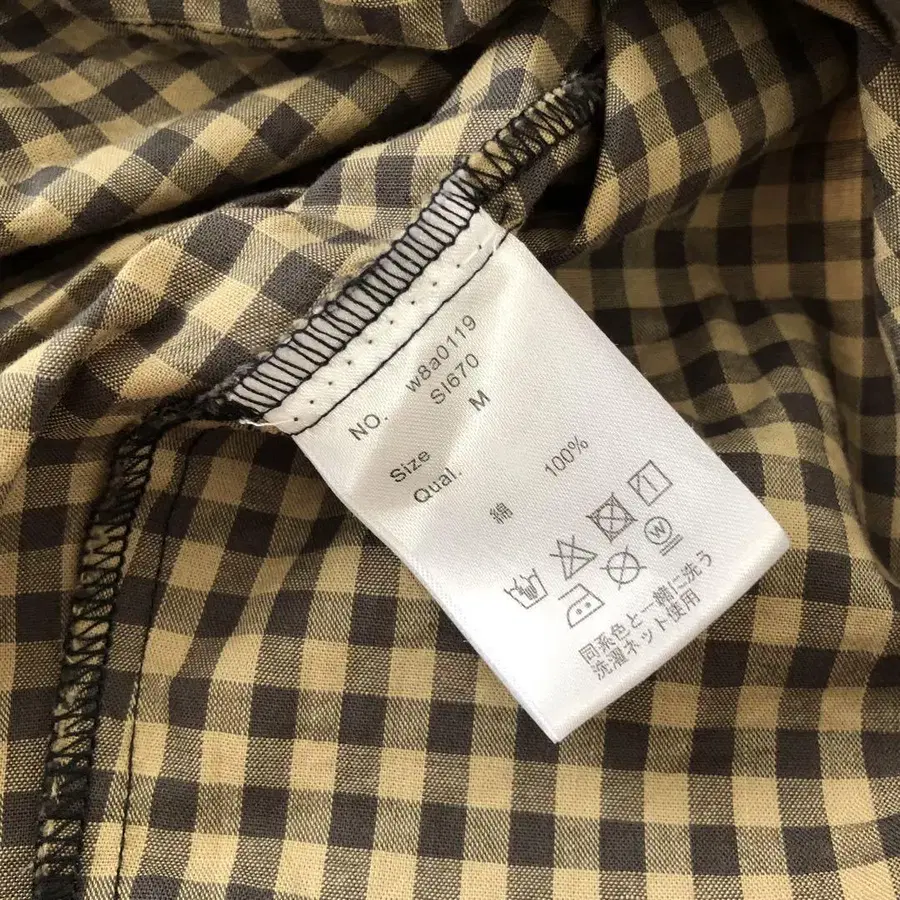 NO. w8a0119
SI670
Size M
Qual.
綿 100%
W
同系色と一緒に洗う
洗濯ネット使用